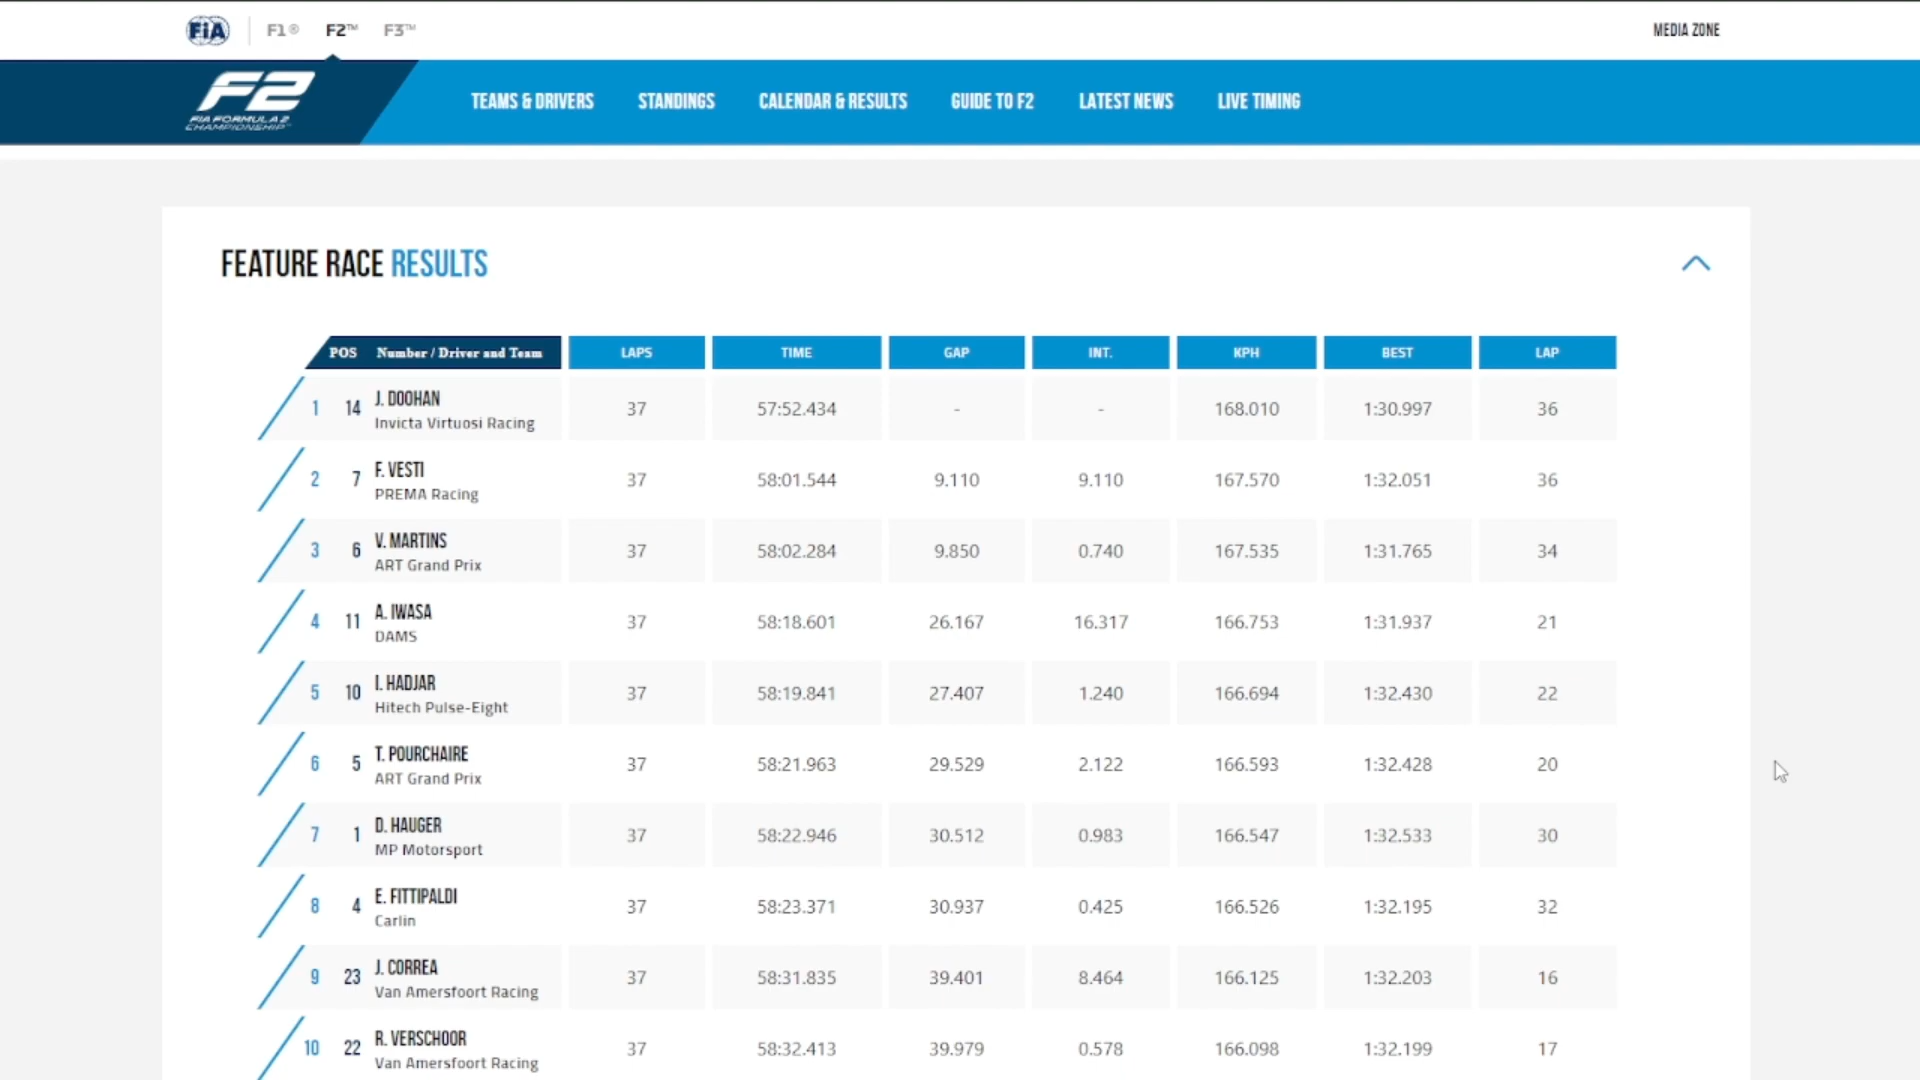 FIA F1® F2™ F3™ MEDIA ZONE
F2
FIA FORMULA 2
CHAMPIONSHIP™
TEAMS & DRIVERS STANDINGS CALENDAR & RESULTS GUIDE TO F2 LATEST NEWS LIVE TIMING
FEATURE RACE RESULTS
POS Number / Driver and Team LAPS TIME GAP INT. KPH BEST LAP
1 14 J. DOOHAN 37 57:52.434 - - 168.010 1:30.997 36
Invicta Virtuosi Racing
2 7 F. VESTI 37 58:01.544 9.110 9.110 167.570 1:32.051 36
PREMA Racing
3 6 V. MARTINS 37 58:02.284 9.850 0.740 167.535 1:31.765 34
ART Grand Prix
4 11 A. IWASA 37 58:18.601 26.167 16.317 166.753 1:31.937 21
DAMS
5 10 I. HADJAR 37 58:19.841 27.407 1.240 166.694 1:32.430 22
Hitech Pulse-Eight
6 5 T. POURCHAIRE 37 58:21.963 29.529 2.122 166.593 1:32.428 20
ART Grand Prix
7 1 D. HAUGER 37 58:22.946 30.512 0.983 166.547 1:32.533 30
MP Motorsport
8 4 E. FITTIPALDI 37 58:23.371 30.937 0.425 166.526 1:32.195 32
Carlin
9 23 J. CORREA 37 58:31.835 39.401 8.464 166.125 1:32.203 16
Van Amersfoort Racing
10 22 R. VERSCHOOR 37 58:32.413 39.979 0.578 166.098 1:32.199 17
Van Amersfoort Racing